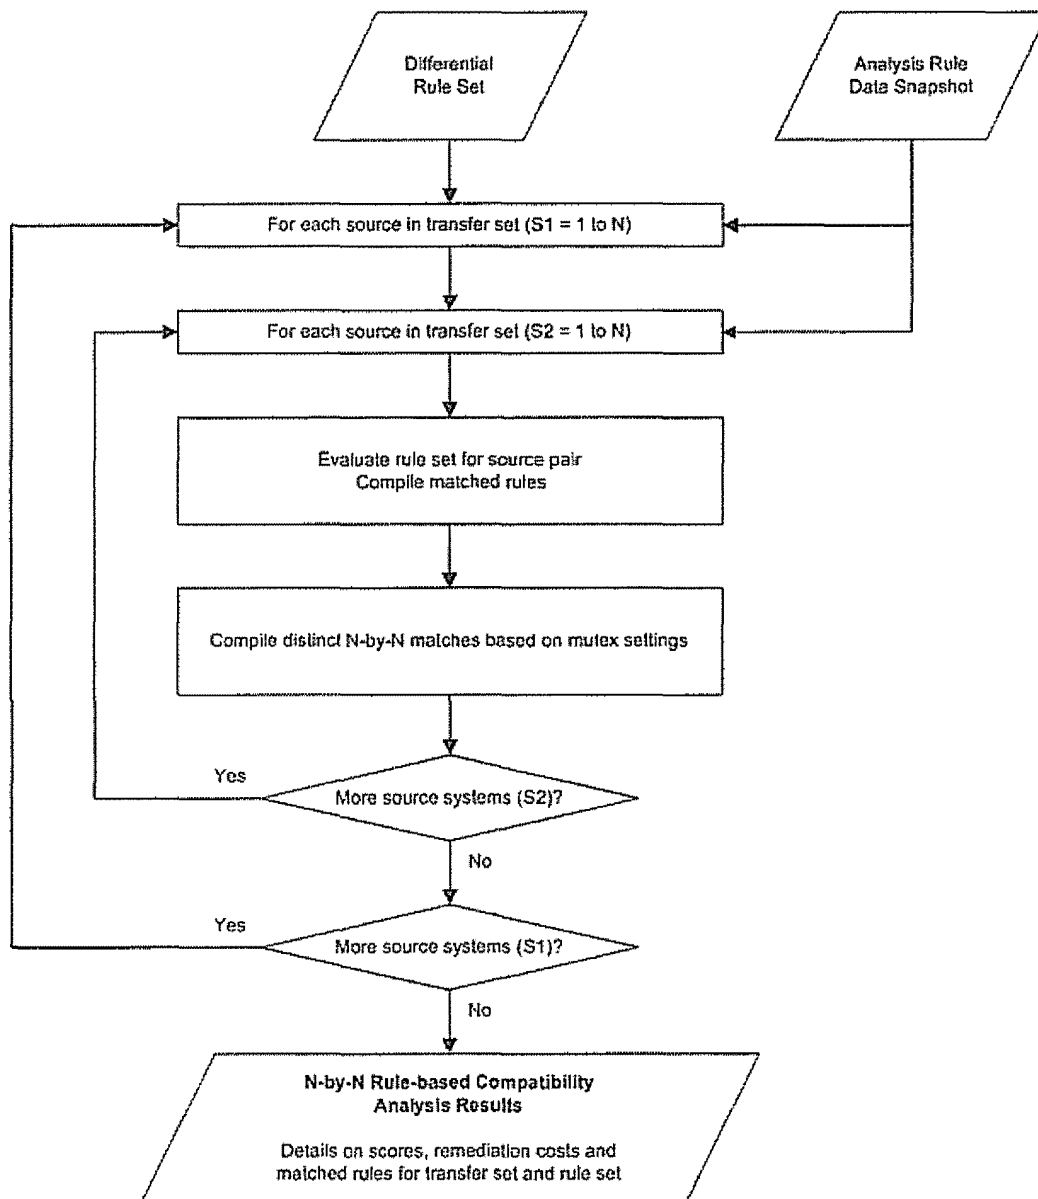 Differential
Rule Set
Analysis Rule
Data Snapshot
For each source in transfer set (S1 = 1 to N)
For each source in transfer set (S2 = 1 to N)
Evaluate rule set for source pair
Compile matched rules
Compile distinct N-by-N matches based on mutex settings
Yes
More source systems (S2)?
No
Yes
More source systems (S1)?
No
N-by-N Rule-based Compatibility
Analysis Results
Details on scores, remediation costs and
matched rules for transfer set and rule set